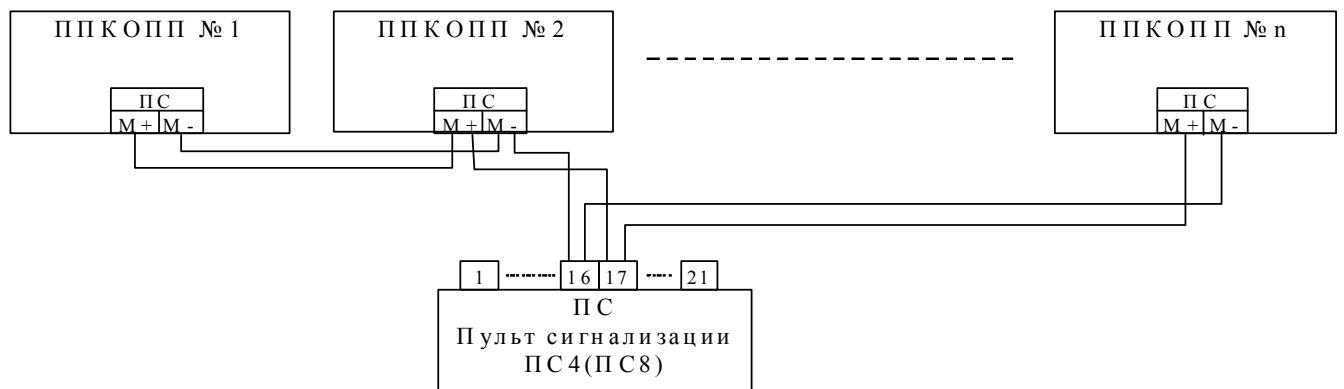 ППКОПП №1
ППКОПП №2
ППКОПП №n
ПС
ПС
ПС
М+ М-
М+ М-
М+ М-
1 16 17 21
ПС
Пульт сигнализации
ПС4(ПС8)